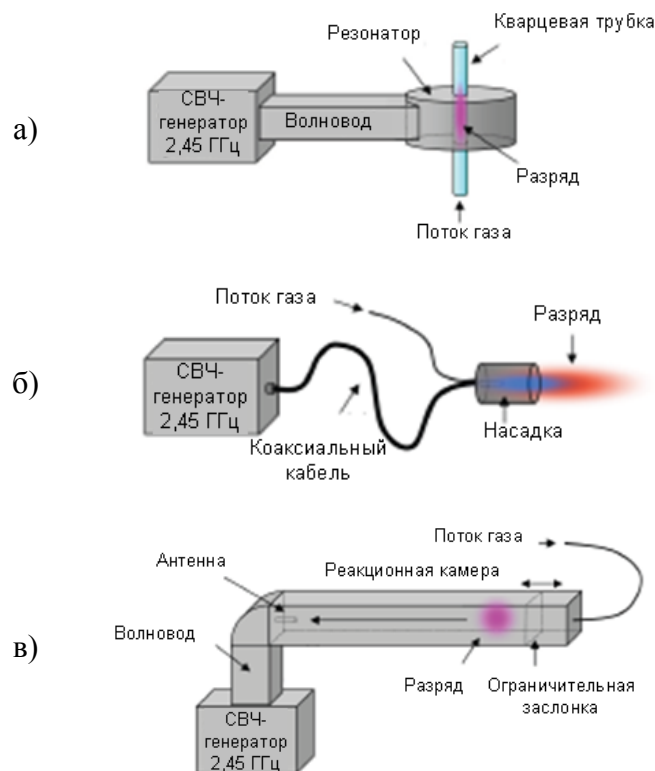 а)
Резонатор
Кварцевая трубка
СВЧ-
генератор
2,45 ГГц
Волновод
Разряд
Поток газа
б)
Поток газа
Разряд
СВЧ-
генератор
2,45 ГГц
Коаксиальный
кабель
Насадка
в)
Поток газа
Антенна
Реакционная камера
Волновод
Разряд
Ограничительная
заслонка
СВЧ-
генератор
2,45 ГГц